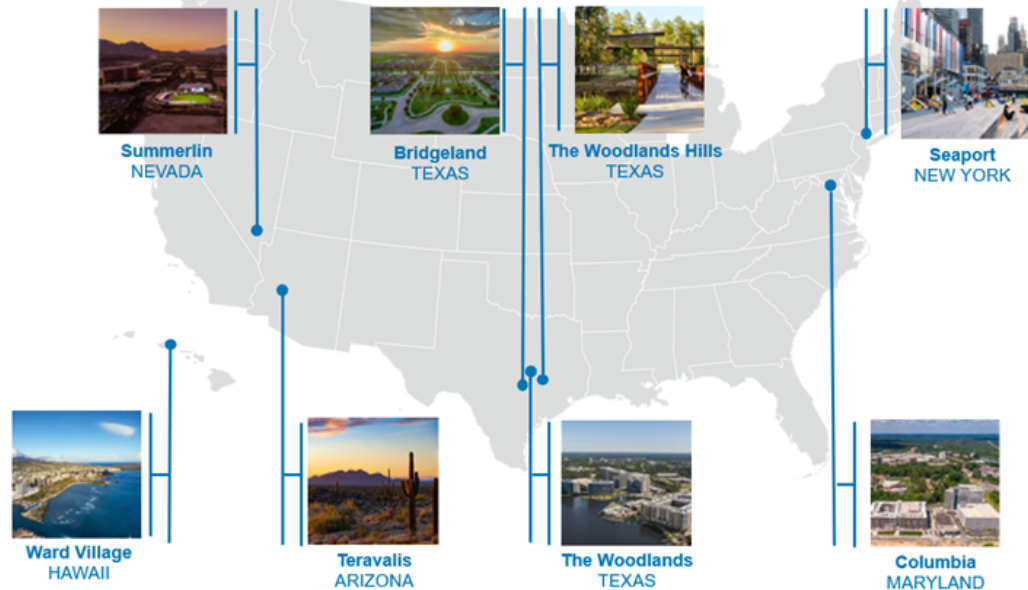 Summerlin
NEVADA
Bridgeland
TEXAS
The Woodlands Hills
TEXAS
Seaport
NEW YORK
Ward Village
HAWAII
Teravalis
ARIZONA
The Woodlands
TEXAS
Columbia
MARYLAND